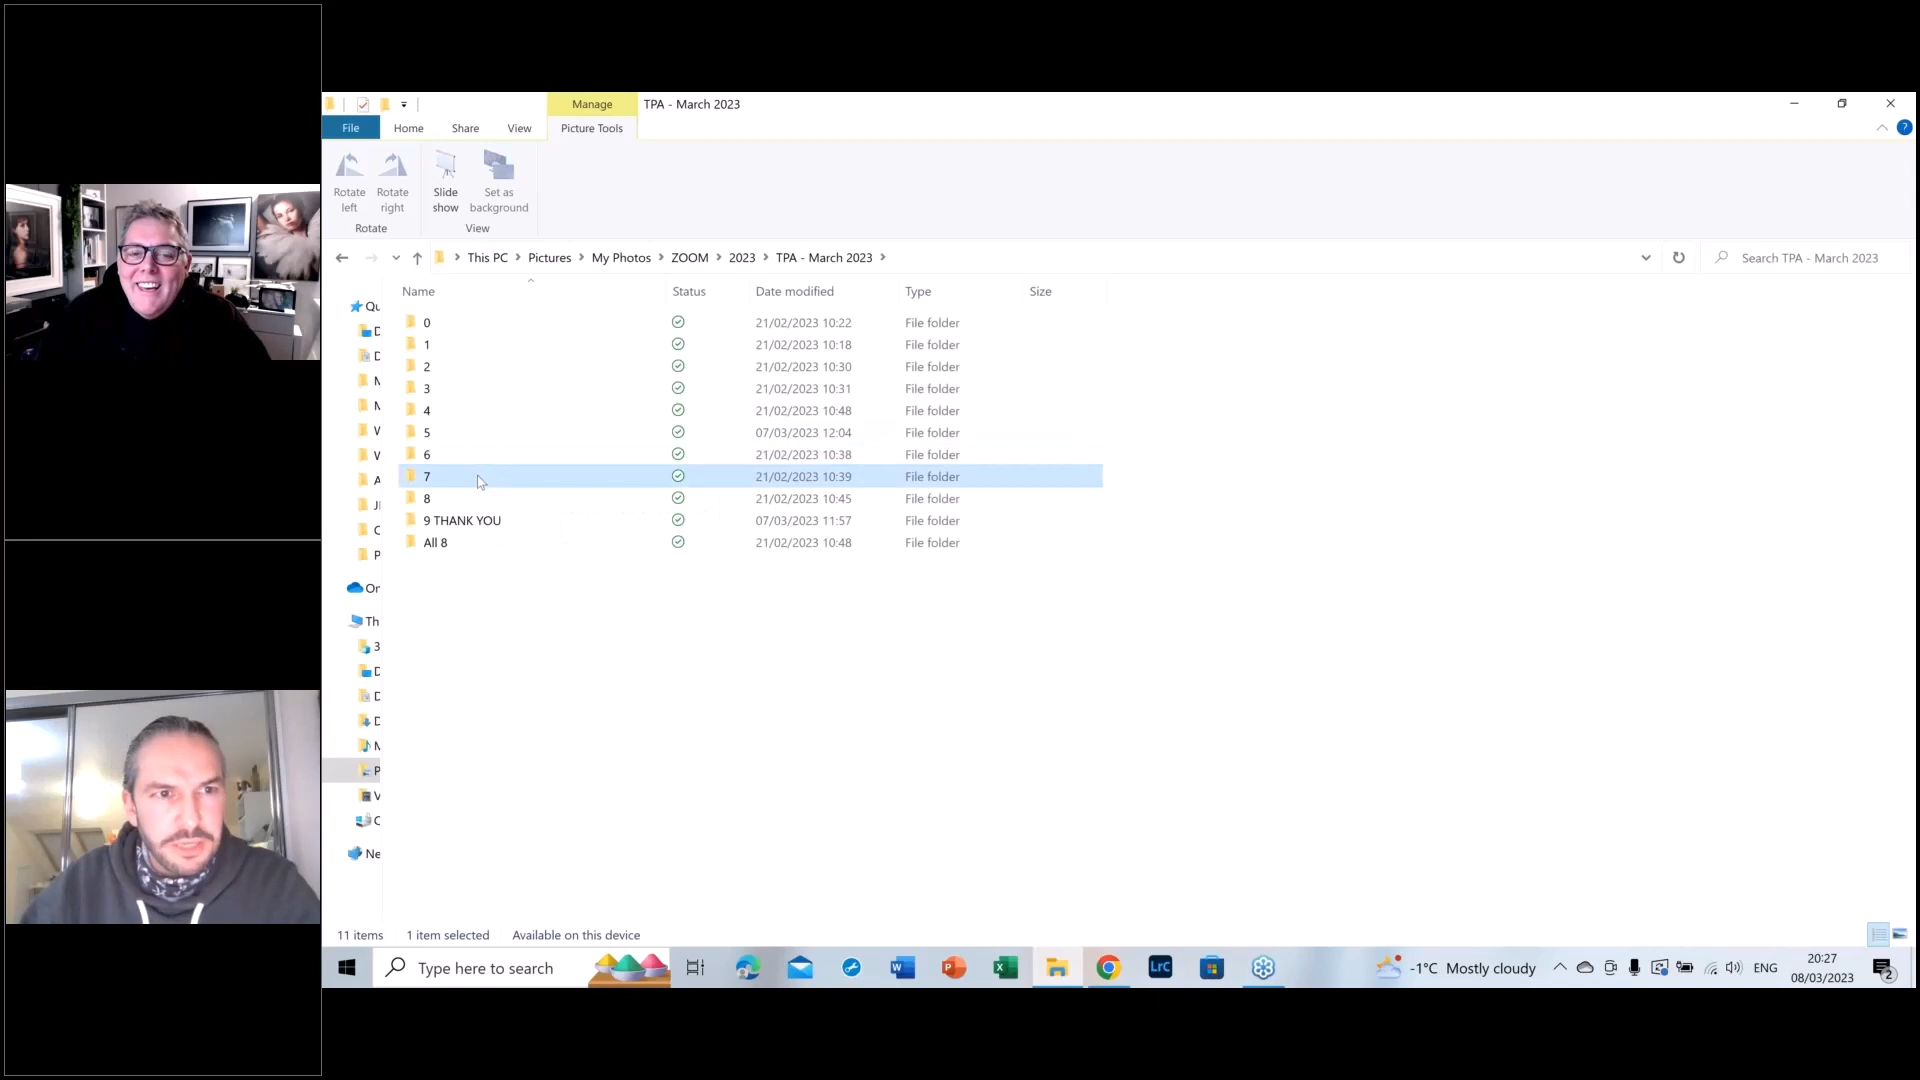 Manage
TPA - March 2023
File
Home
Share
View
Picture Tools
Rotate left
Rotate right
Slide show
Set as background
Rotate
View
This PC
Pictures
My Photos
ZOOM
2023
TPA - March 2023
Search TPA - March 2023
Name
Status
Date modified
Type
Size
0 21/02/2023 10:22 File folder
1 21/02/2023 10:18 File folder
2 21/02/2023 10:30 File folder
3 21/02/2023 10:31 File folder
4 21/02/2023 10:48 File folder
5 07/03/2023 12:04 File folder
6 21/02/2023 10:38 File folder
7 21/02/2023 10:39 File folder
8 21/02/2023 10:45 File folder
9 THANK YOU 07/03/2023 11:57 File folder
All 8 21/02/2023 10:48 File folder
Qu
D
D
M
M
W
W
A
JI
C
P
On
Th
3
D
D
D
M
P
V
C
Ne
11 items
1 item selected
Available on this device
Type here to search
LrC
-1°C Mostly cloudy
ENG
20:27
08/03/2023
2